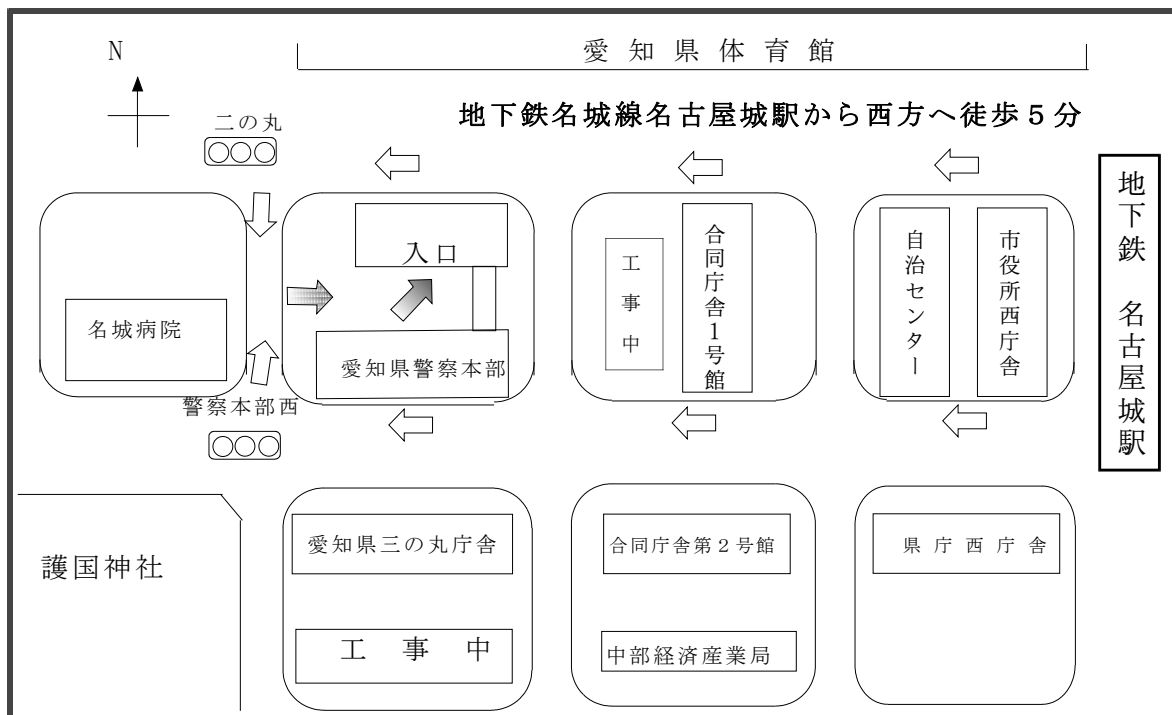 N
愛知県体育館
地下鉄名城線名古屋城駅から西方へ徒歩５分
二の丸
地下鉄 名古屋城駅
入口
工事中
合同庁舎１号館
自治センター
市役所西庁舎
名城病院
愛知県警察本部
警察本部西
護国神社
愛知県三の丸庁舎
合同庁舎第２号館
県庁西庁舎
工事中
中部経済産業局